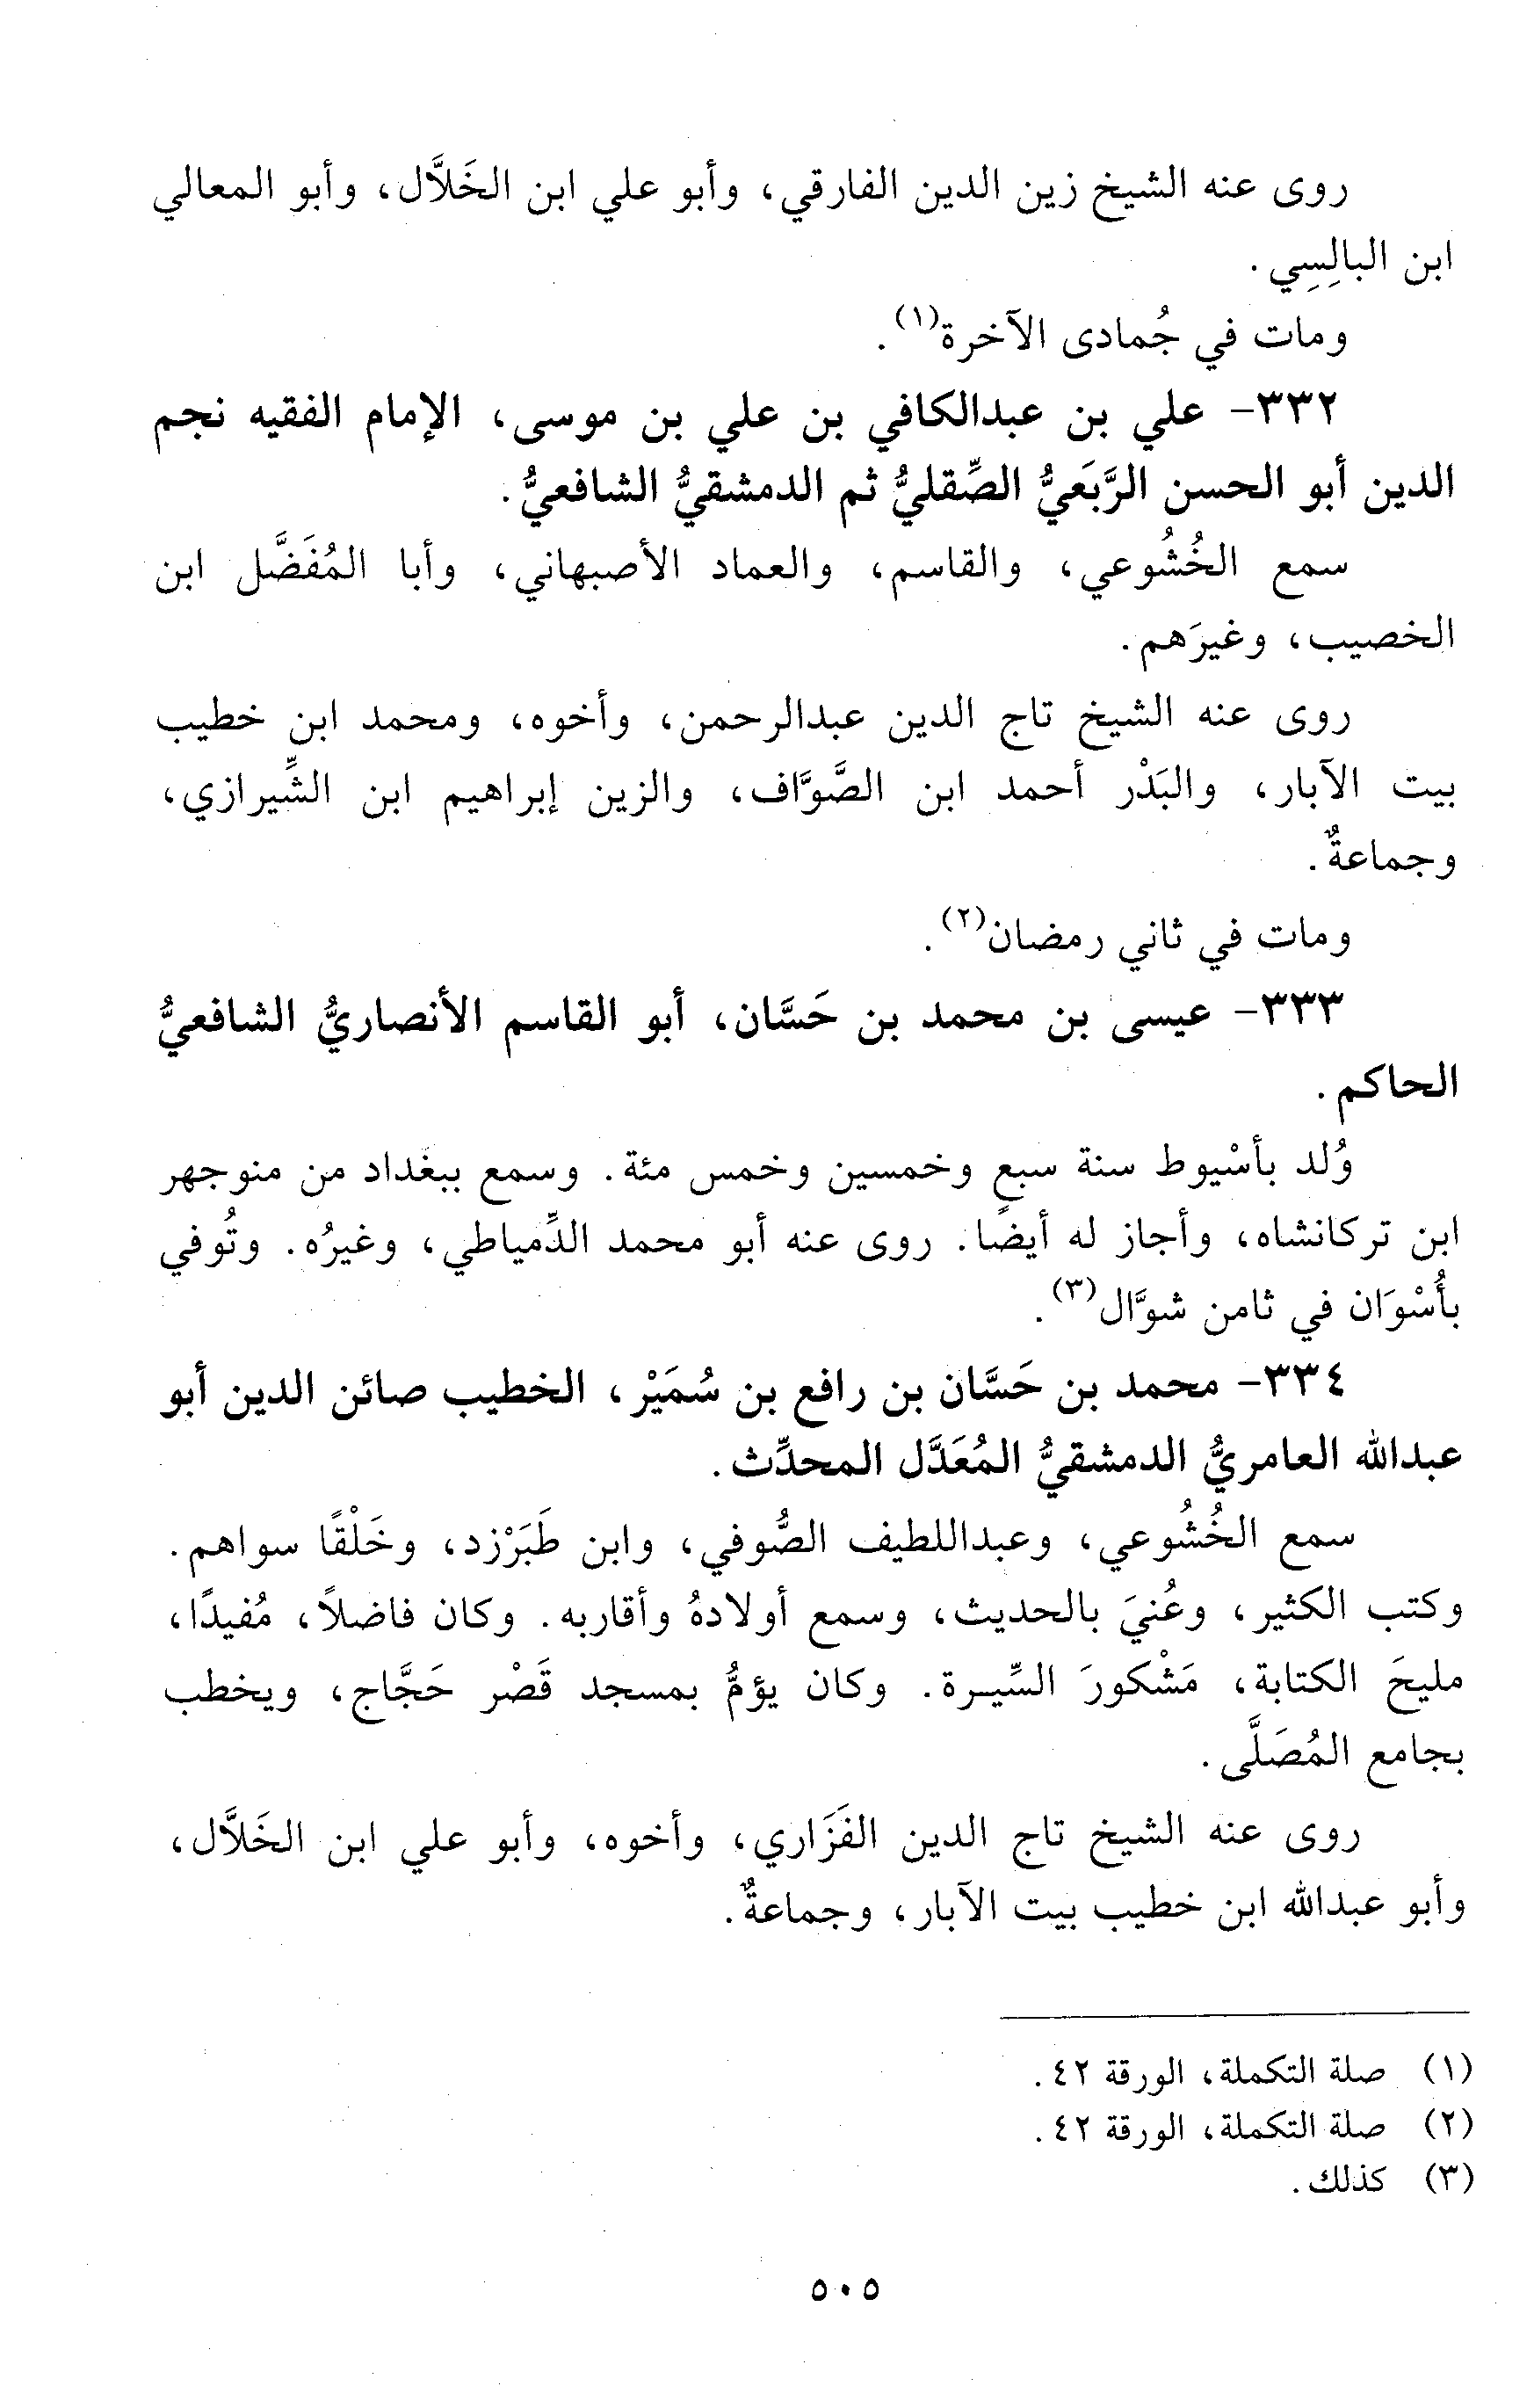 روى عنه الشيخ زين الدين الفارقي، وأبو علي ابن الخَلاَّل، وأبو المعالي
ابن البالِسِي.
ومات في جُمادى الآخرة(١).
٣٣٢- علي بن عبدالكافي بن علي بن موسى، الإمام الفقيه نجم
الدين أبو الحسن الرَّبَعيُّ الصِّقليُّ ثم الدمشقيُّ الشافعيُّ.
سمع الخُشُوعي، والقاسم، والعماد الأصبهاني، وأبا المُفَضَّل ابن
الخصيب، وغيرَهم.
روى عنه الشيخ تاج الدين عبدالرحمن، وأخوه، ومحمد ابن خطيب
بيت الآبار، والبَدْر أحمد ابن الصَّوَّاف، والزين إبراهيم ابن الشِّيرازي،
وجماعةٌ.
ومات في ثاني رمضان(٢).
٣٣٣- عيسى بن محمد بن حَسَّان، أبو القاسم الأنصاريُّ الشافعيُّ
الحاكم.
وُلد بأسْيوط سنة سبعٍ وخمسين وخمس مئة. وسمع ببغداد من منوجهر
ابن تركانشاه، وأجاز له أيضًا. روى عنه أبو محمد الدِّمياطي، وغيرُه. وتُوفي
بأُسْوَان في ثامن شوَّال(٣).
٣٣٤- محمد بن حَسَّان بن رافع بن سُمَيْر، الخطيب صائن الدين أبو
عبدالله العامريُّ الدمشقيُّ المُعَدَّل المحدِّث.
سمع الخُشُوعي، وعبداللطيف الصُّوفي، وابن طَبَرْزد، وخَلْقًا سواهم.
وكتب الكثير، وعُنيَ بالحديث، وسمع أولادهُ وأقاربه. وكان فاضلاً، مُفيدًا،
مليحَ الكتابة، مَشْكورَ السِّيرة. وكان يؤمُّ بمسجد قَصْر حَجَّاج، ويخطب
بجامع المُصَلَّى.
روى عنه الشيخ تاج الدين الفَزَاري، وأخوه، وأبو علي ابن الخَلاَّل،
وأبو عبدالله ابن خطيب بيت الآبار، وجماعةٌ.
(١) صلة التكملة، الورقة ٤٢.
(٢) صلة التكملة، الورقة ٤٢.
(٣) كذلك.
٥٠٥